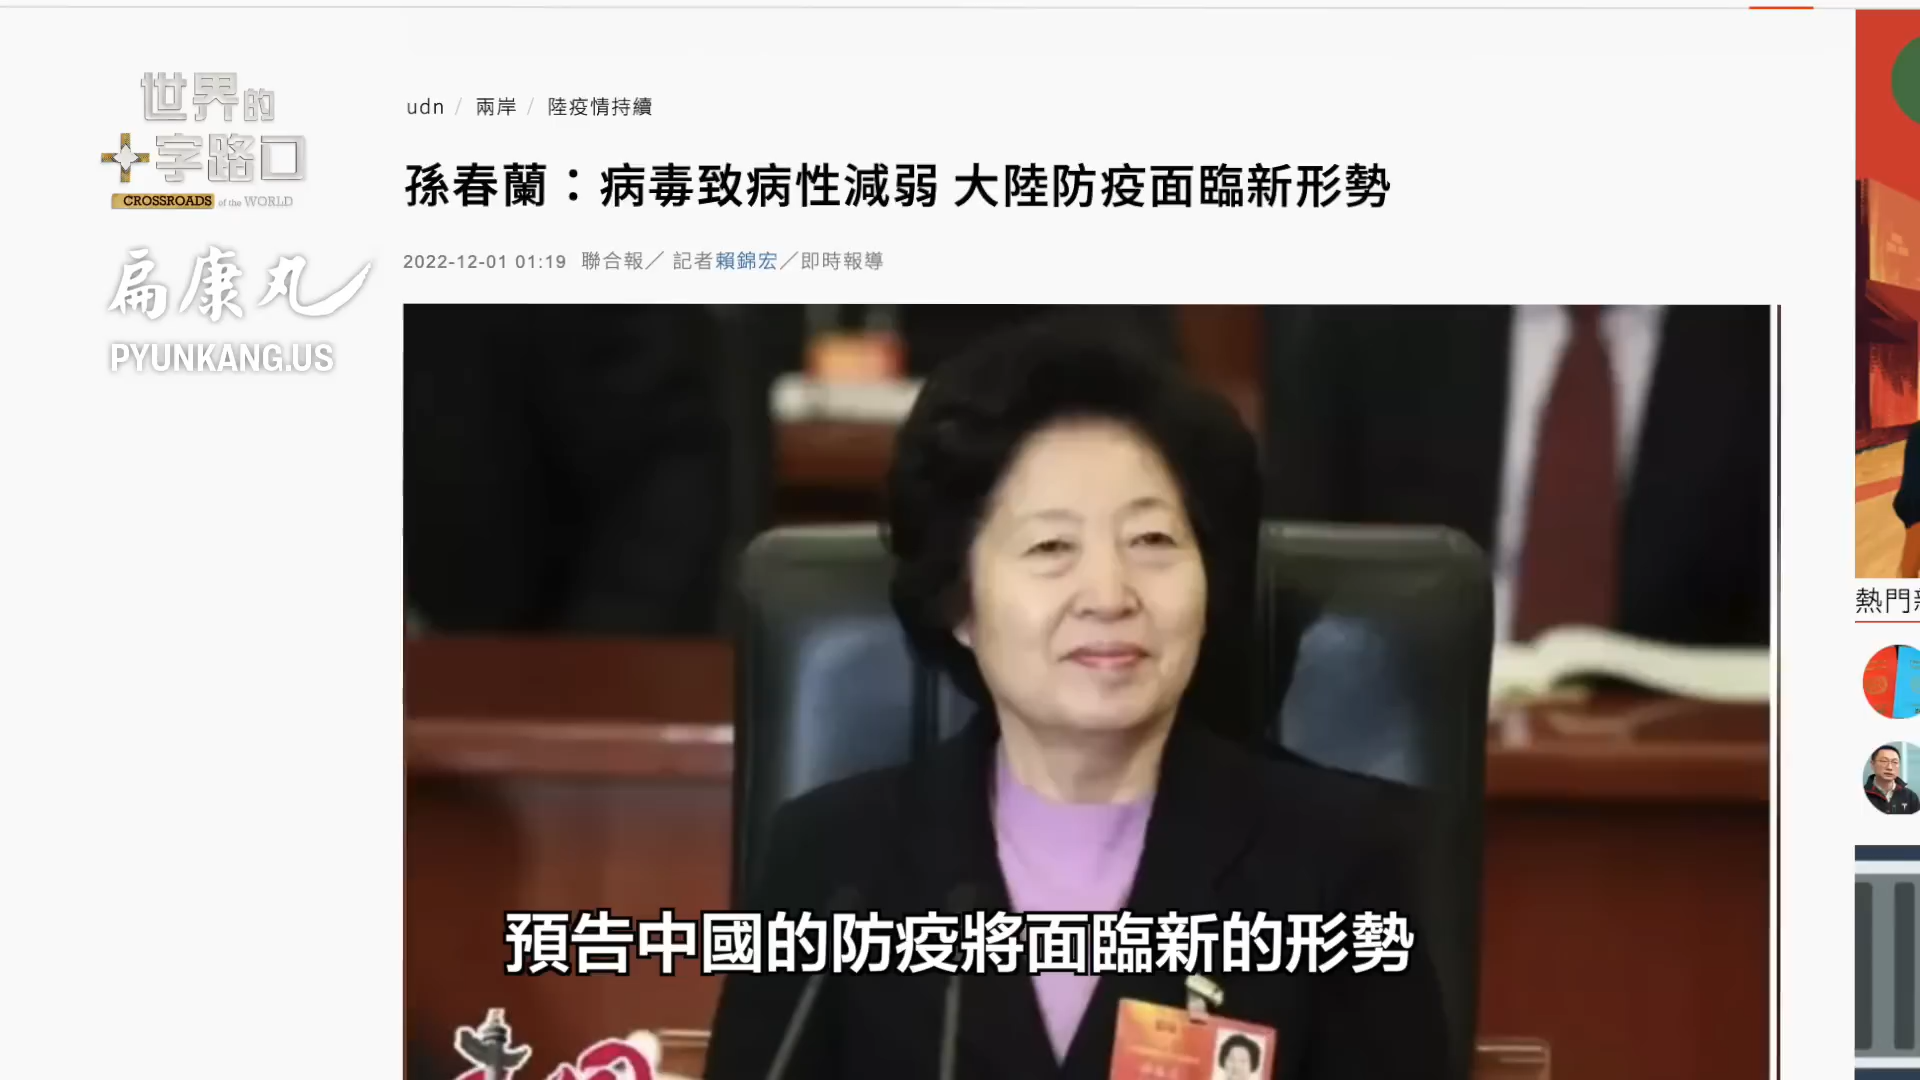 世界的
十字路口
CROSSROADS of the WORLD
扁康丸
PYUNKANG.US
udn / 兩岸 / 陸疫情持續
孫春蘭：病毒致病性減弱 大陸防疫面臨新形勢
2022-12-01 01:19 聯合報／ 記者賴錦宏／即時報導
熱門
預告中國的防疫將面臨新的形勢